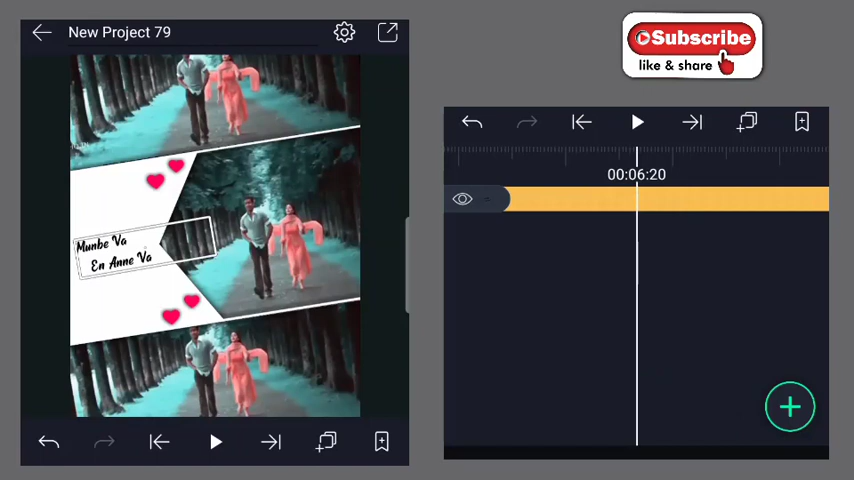 New Project 79
Subscribe
like & share
00:06:20
Munbe Va
En Anne Va